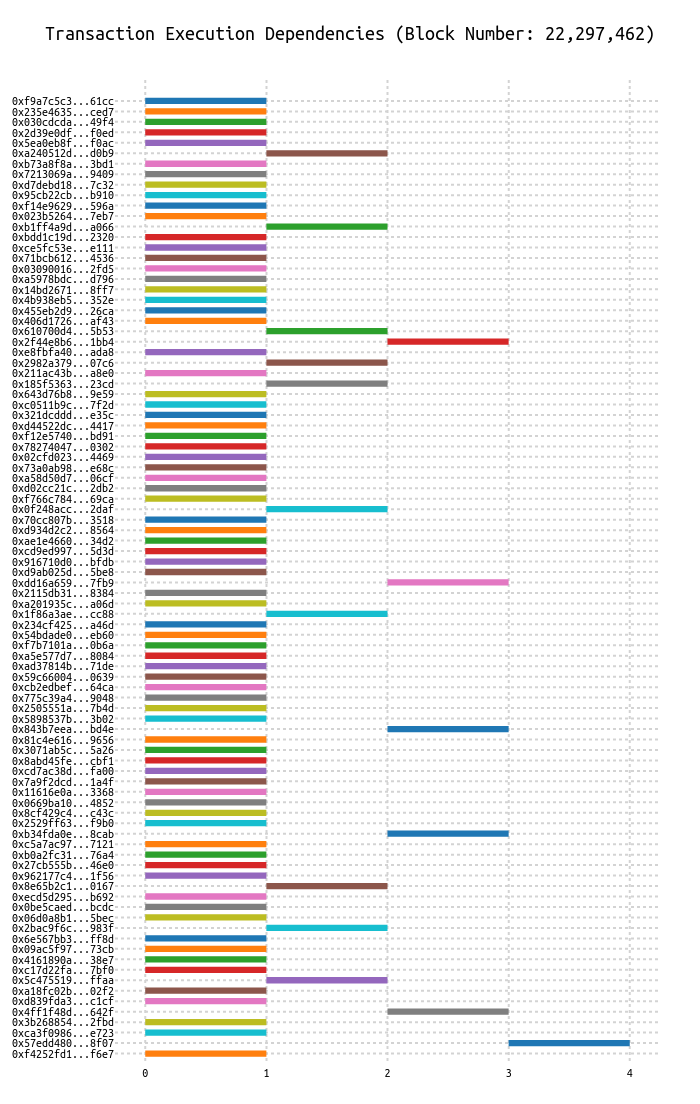 Transaction Execution Dependencies (Block Number: 22,297,462)
0xf9a7c5c3...61cc
0x235e4635...ced7
0x030cdcda...49f4
0x2d39e0df...f0ed
0x5ea0eb8f...f0ac
0xa240512d...d0b9
0xb73a8f8a...3bd1
0x7213069a...9409
0xd7debd18...7c32
0x95cb22cb...b910
0xf14e9629...596a
0x023b5264...7eb7
0xb1ff4a9d...a066
0xbdd1c19d...2320
0xce5fc53e...e111
0x71bcb612...4536
0x03090016...2fd5
0xa5978bdc...d796
0x14bd2671...8ff7
0x4b938eb5...352e
0x455eb2d9...26ca
0x406d1726...af43
0x610700d4...5b53
0x2f44e8b6...1bb4
0xe8fbfa40...ada8
0x2982a379...07c6
0x211ac43b...a8e0
0x185f5363...23cd
0x643d76b8...9e59
0xc0511b9c...7f2d
0x321dcddd...e35c
0xd44522dc...4417
0xf12e5740...bd91
0x78274047...0302
0x02cfd023...4469
0x73a0ab98...e68c
0xa58d50d7...06cf
0xd02cc21c...2db2
0xf766c784...69ca
0x0f248acc...2daf
0x70cc807b...3518
0xd934d2c2...8564
0xae1e4660...34d2
0xcd9ed997...5d3d
0x916710d0...bfdb
0xd9ab025d...5be8
0xdd16a659...7fb9
0x2115db31...8384
0xa201935c...a06d
0x1f86a3ae...cc88
0x234cf425...a46d
0x54bdade0...eb60
0xf7b7101a...0b6a
0xa5e577d7...8084
0xad37814b...71de
0x59c66004...0639
0xcb2edbef...64ca
0x775c39a4...9048
0x2505551a...7b4d
0x5898537b...3b02
0x843b7eea...bd4e
0x81c4e616...9656
0x3071ab5c...5a26
0x8abd45fe...cbf1
0xcd7ac38d...fa00
0x7a9f2dcd...1a4f
0x11616e0a...3368
0x0669ba10...4852
0x8cf429c4...c43c
0x2529ff63...f9b0
0xb34fda0e...8cab
0xc5a7ac97...7121
0xb0a2fc31...76a4
0x27cb555b...46e0
0x962177c4...1f56
0x8e65b2c1...0167
0xecd5d295...b692
0x0be5caed...bcdc
0x06d0a8b1...5bec
0x2bac9f6c...983f
0x6e567bb3...ff8d
0x09ac5f97...73cb
0x4161890a...38e7
0xc17d22fa...7bf0
0x5c475519...ffaa
0xa18fc02b...02f2
0xd839fda3...c1cf
0x4ff1f48d...642f
0x3b268854...2fbd
0xca3f0986...e723
0x57edd480...8f07
0xf4252fd1...f6e7
0 1 2 3 4